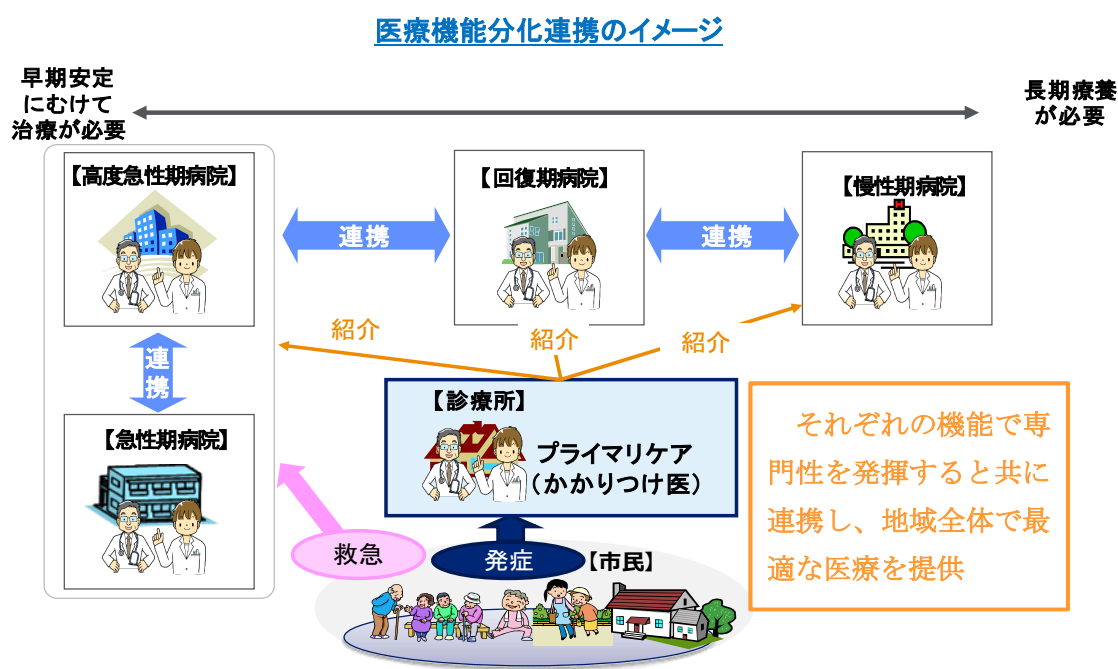 医療機能分化連携のイメージ
早期安定
にむけて
治療が必要
長期療養
が必要
【高度急性期病院】
【回復期病院】
【慢性期病院】
連携
連携
紹介
紹介
紹介
連
携
【急性期病院】
【診療所】
プライマリケア
（かかりつけ医）
それぞれの機能で専
門性を発揮すると共に
連携し、地域全体で最
適な医療を提供
救急
発症
【市民】
H